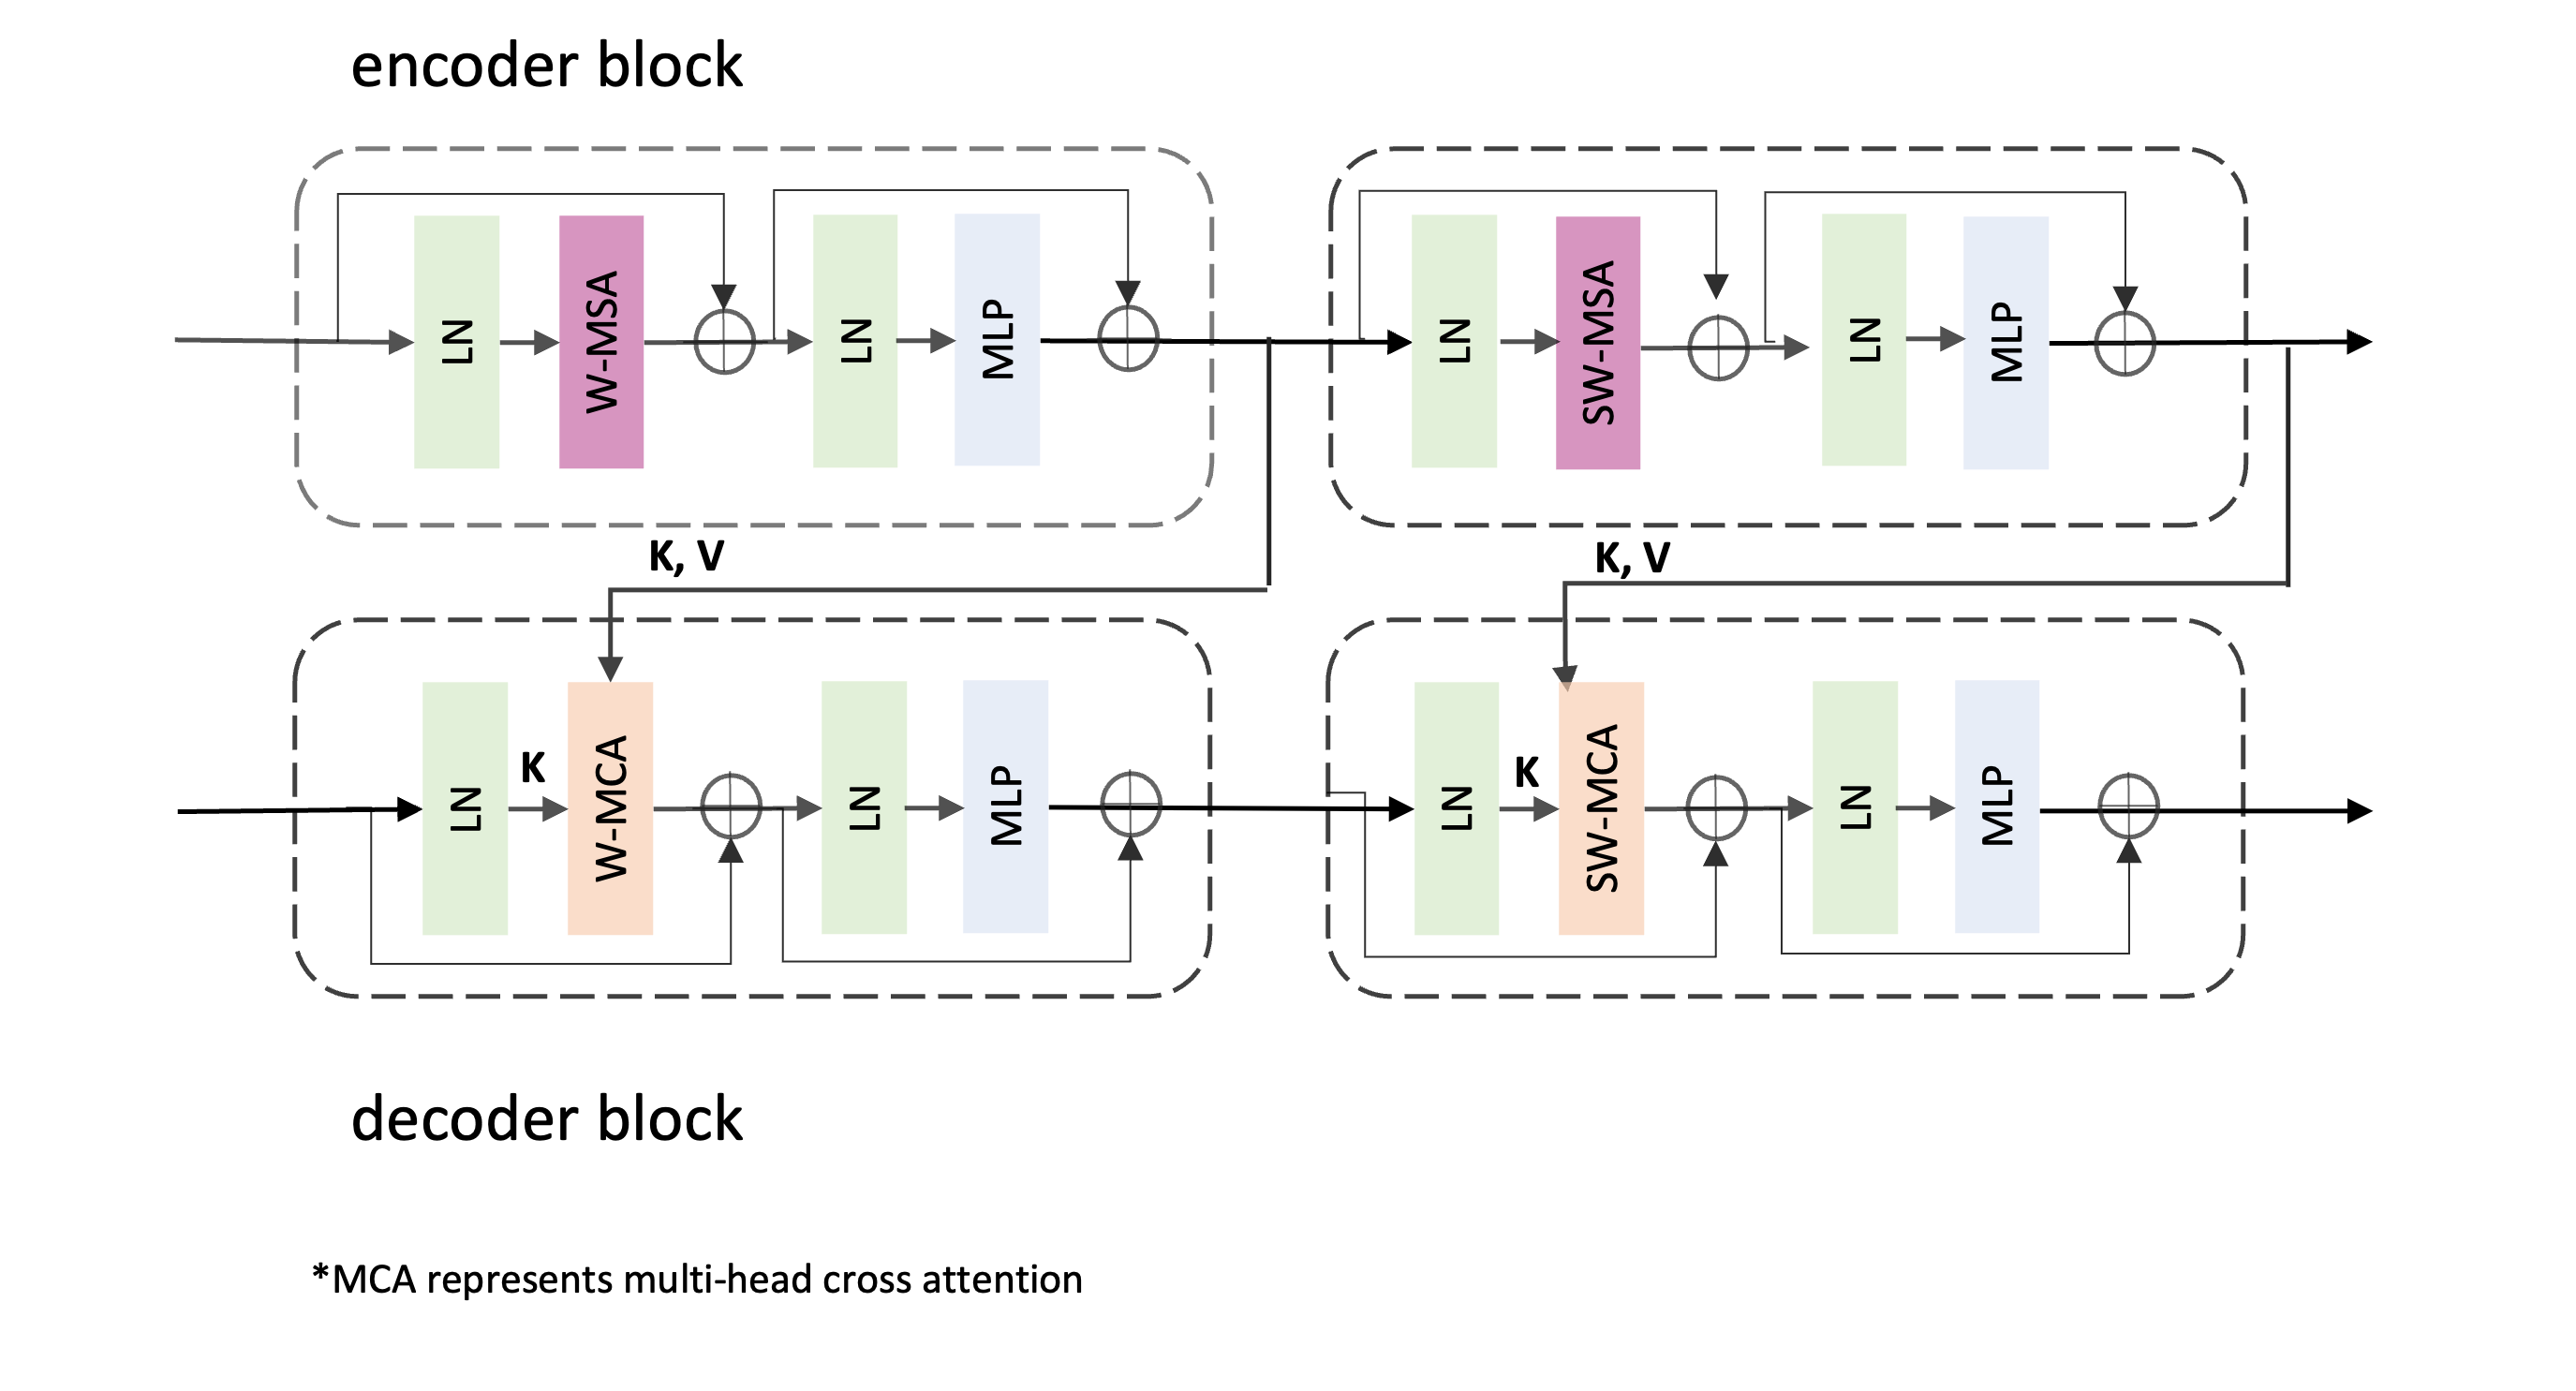 encoder block
LN
W-MSA
LN
MLP
LN
SW-MSA
LN
MLP
K, V
K, V
LN
K
W-MCA
LN
MLP
LN
K
SW-MCA
LN
MLP
decoder block
*MCA represents multi-head cross attention